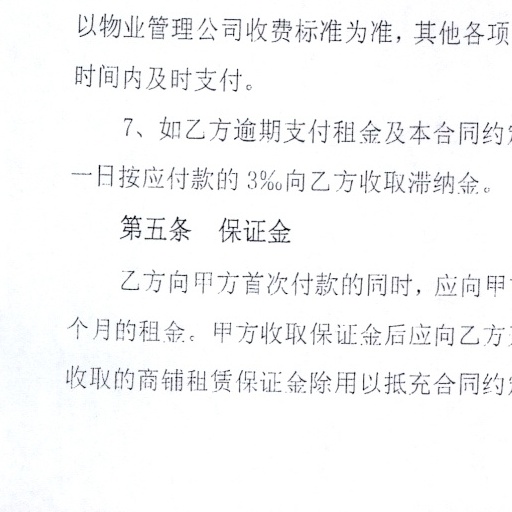 以物业管理公司收费标准为准，其他各项
时间内及时支付。
7、如乙方逾期支付租金及本合同约
一日按应付款的 3‰向乙方收取滞纳金。
第五条 保证金
乙方向甲方首次付款的同时，应向甲
个月的租金。甲方收取保证金后应向乙方
收取的商铺租赁保证金除用以抵充合同约